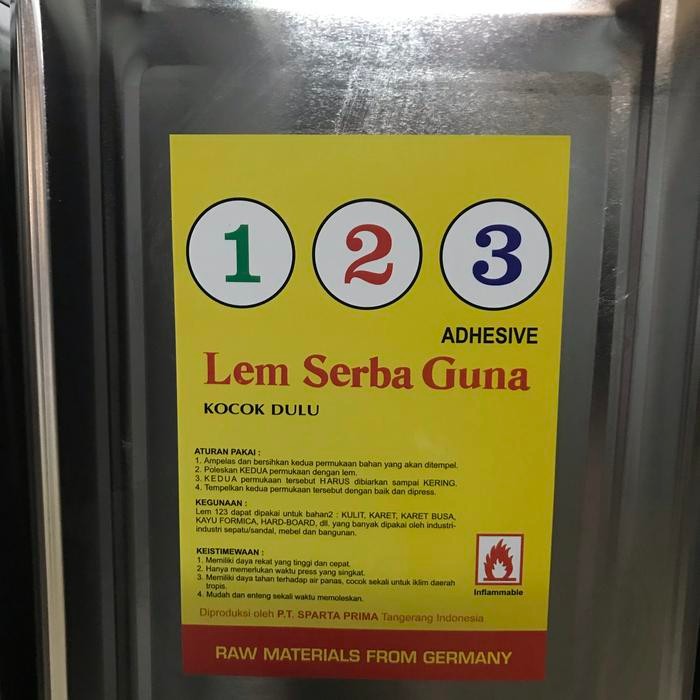 1 2 3
ADHESIVE
Lem Serba Guna
KOCOK DULU
ATURAN PAKAI :
1. Ampelas dan bersihkan kedua permukaan bahan yang akan ditempel.
2. Poleskan KEDUA permukaan dengan lem.
3. KEDUA permukaan tersebut HARUS dibiarkan sampai KERING.
4. Tempelkan kedua permukaan tersebut dengan baik dan dipress.
KEGUNAAN :
Lem 123 dapat dipakai untuk bahan2 : KULIT, KARET, KARET BUSA,
KAYU FORMICA, HARD-BOARD, dll. yang banyak dipakai oleh industri-
industri sepatu/sandal, mebel dan bangunan.
KEISTIMEWAAN :
1. Memiliki daya rekat yang tinggi dan cepat.
2. Hanya memerlukan waktu press yang singkat.
3. Memiliki daya tahan terhadap air panas, cocok sekali untuk iklim daerah
tropis.
4. Mudah dan enteng sekali waktu memoleskan.
Inflammable
Diproduksi oleh P.T. SPARTA PRIMA Tangerang Indonesia
RAW MATERIALS FROM GERMANY